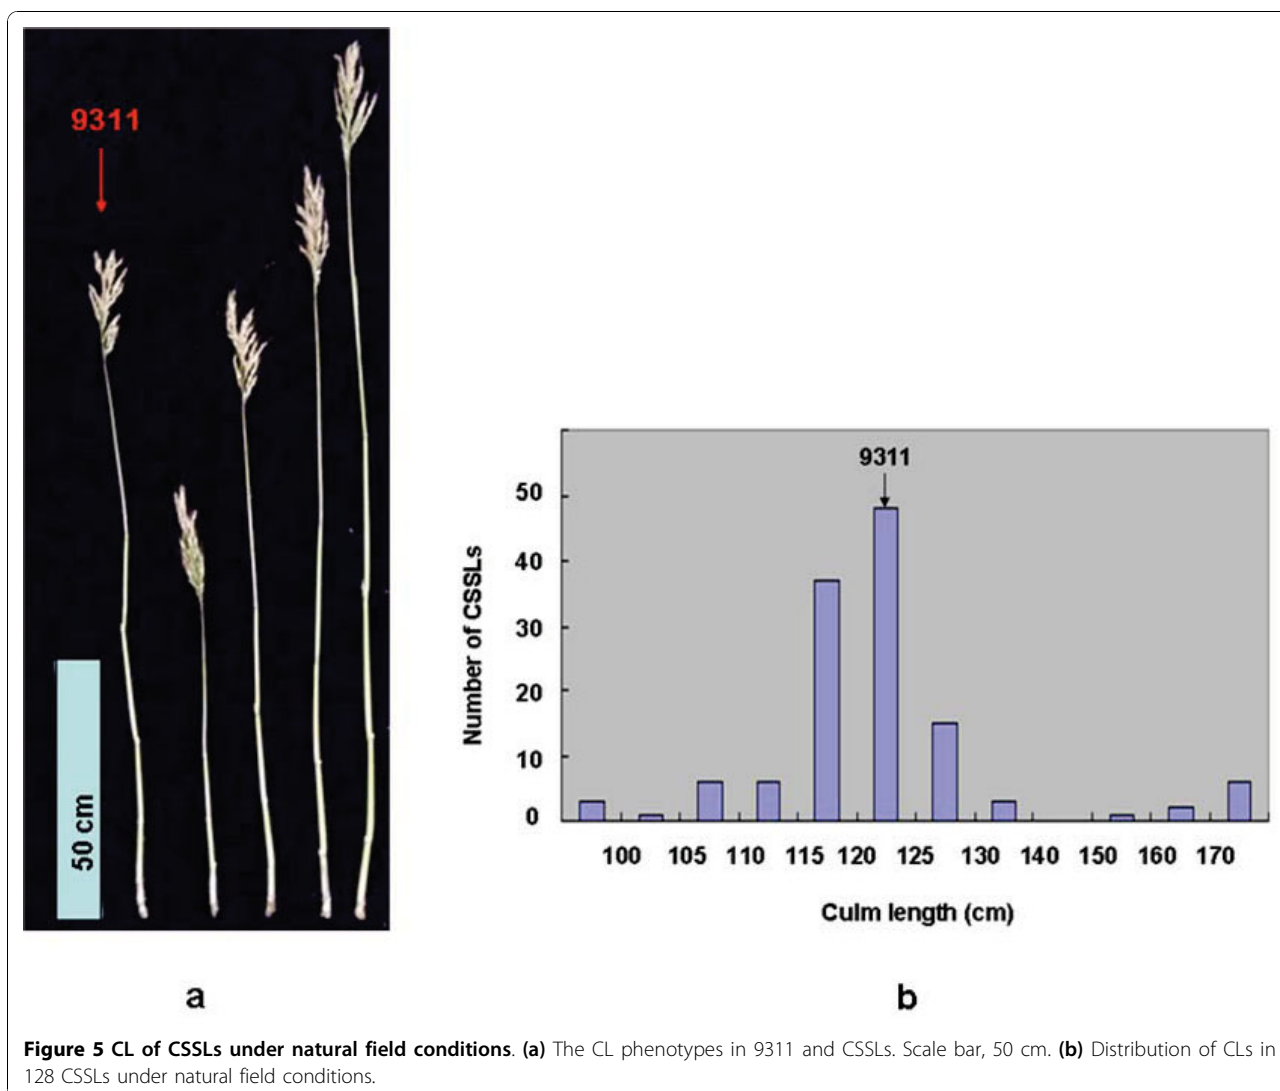 9311
50 cm
a
9311
50
40
30
20
10
0
Number of CSSLs
100 105 110 115 120 125 130 140 150 160 170
Culm length (cm)
b
Figure 5 CL of CSSLs under natural field conditions. (a) The CL phenotypes in 9311 and CSSLs. Scale bar, 50 cm. (b) Distribution of CLs in
128 CSSLs under natural field conditions.